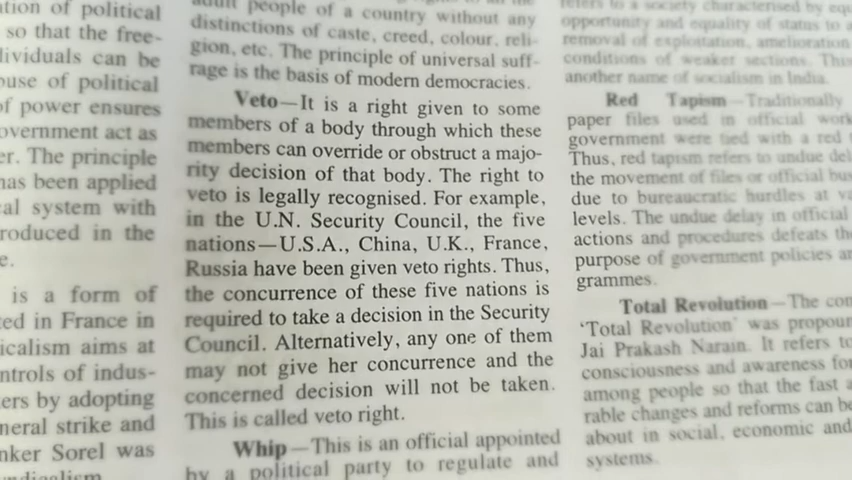 ation of political
so that the free-
dividuals can be
ouse of political
of power ensures
overnment act as
er. The principle
has been applied
cal system with
roduced in the
e.
is a form of
ted in France in
icalism aims at
ntrols of indus-
ers by adopting
neral strike and
nker Sorel was
adult people of a country without any
distinctions of caste, creed, colour, reli-
gion, etc. The principle of universal suff-
rage is the basis of modern democracies.
Veto—It is a right given to some
members of a body through which these
members can override or obstruct a majo-
rity decision of that body. The right to
veto is legally recognised. For example,
in the U.N. Security Council, the five
nations—U.S.A., China, U.K., France,
Russia have been given veto rights. Thus,
the concurrence of these five nations is
required to take a decision in the Security
Council. Alternatively, any one of them
may not give her concurrence and the
concerned decision will not be taken.
This is called veto right.
Whip—This is an official appointed
by a political party to regulate and
refers to a society characterised by equ
opportunity and equality of status to a
removal of exploitation, amelioration
conditions of weaker sections. This
another name of socialism in India.
Red Tapism—Traditionally
paper files used in official work
government were tied with a red
Thus, red tapism refers to undue del
the movement of files or official bus
due to bureaucratic hurdles at va
levels. The undue delay in official
actions and procedures defeats the
purpose of government policies an
grammes.
Total Revolution—The con
'Total Revolution' was propoun
Jai Prakash Narain. It refers to
consciousness and awareness for
among people so that the fast a
rable changes and reforms can be
about in social, economic and
systems.